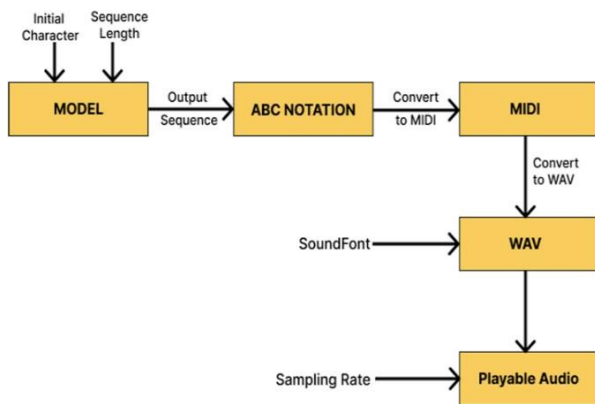 Initial
Character
Sequence
Length
MODEL
Output
Sequence
ABC NOTATION
Convert
to MIDI
MIDI
Convert
to WAV
SoundFont
WAV
Sampling Rate
Playable Audio